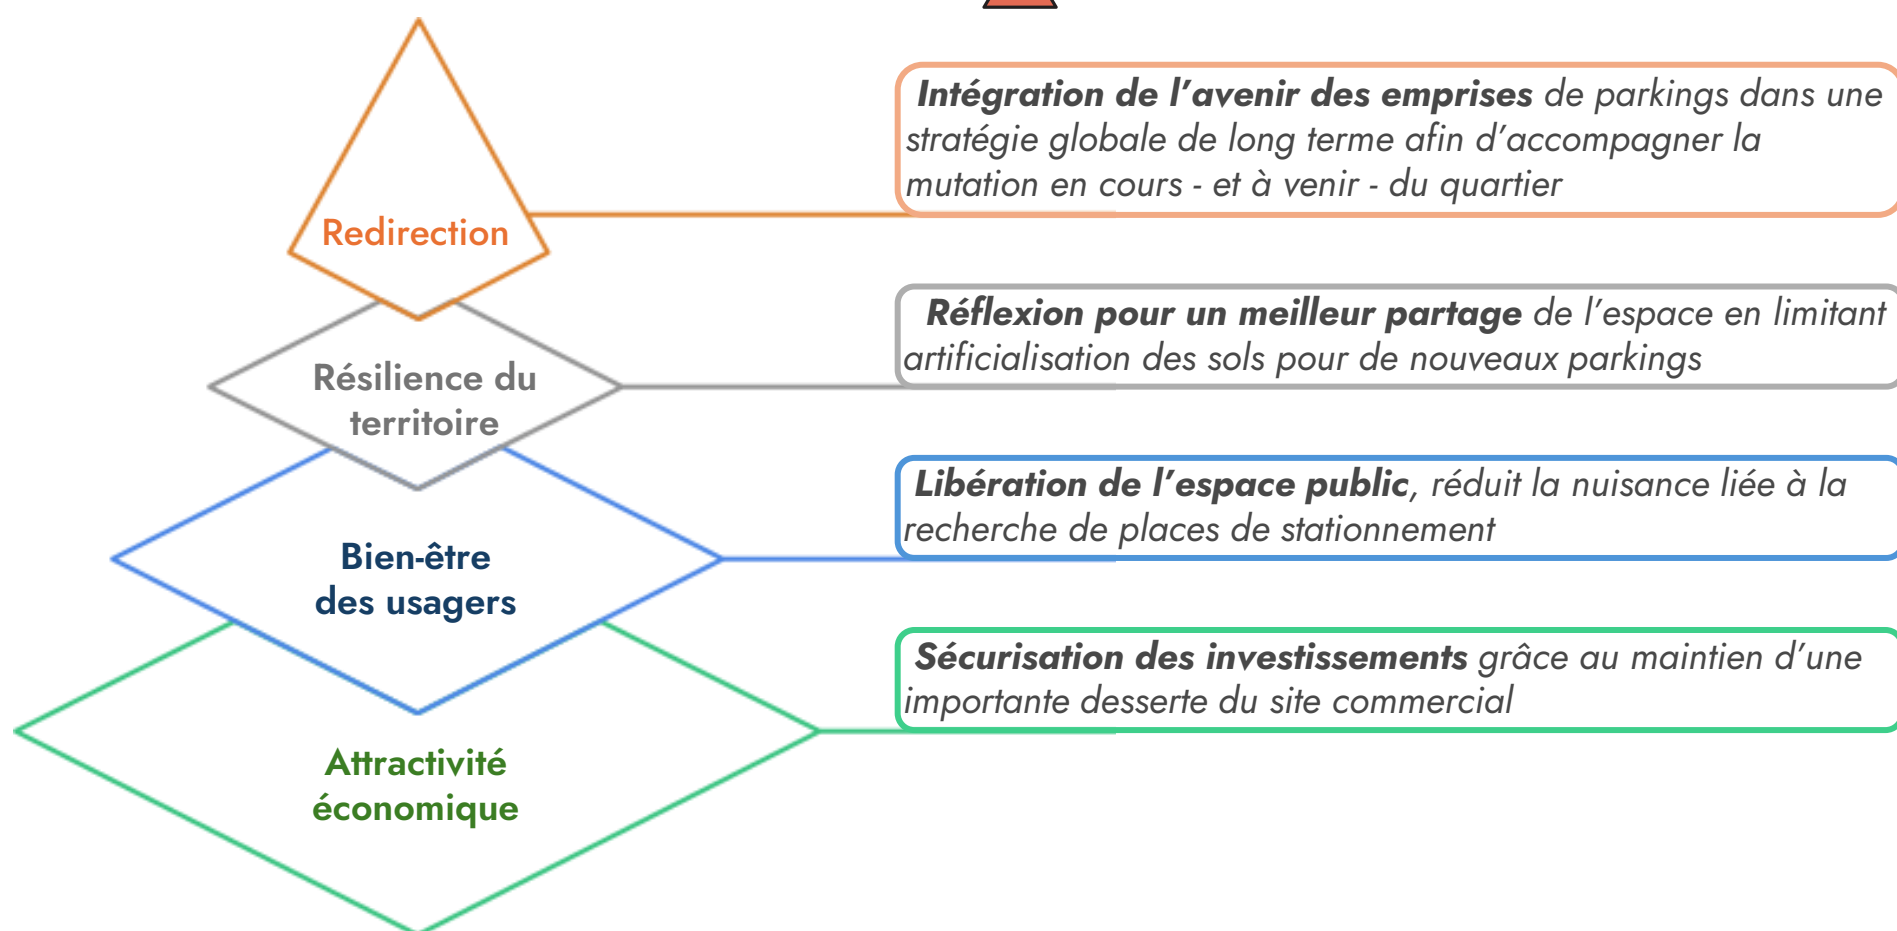 Intégration de l’avenir des emprises de parkings dans une
stratégie globale de long terme afin d’accompagner la
mutation en cours - et à venir - du quartier
Redirection
Réflexion pour un meilleur partage de l’espace en limitant
artificialisation des sols pour de nouveaux parkings
Résilience du
territoire
Libération de l’espace public, réduit la nuisance liée à la
recherche de places de stationnement
Bien-être
des usagers
Sécurisation des investissements grâce au maintien d’une
importante desserte du site commercial
Attractivité
économique